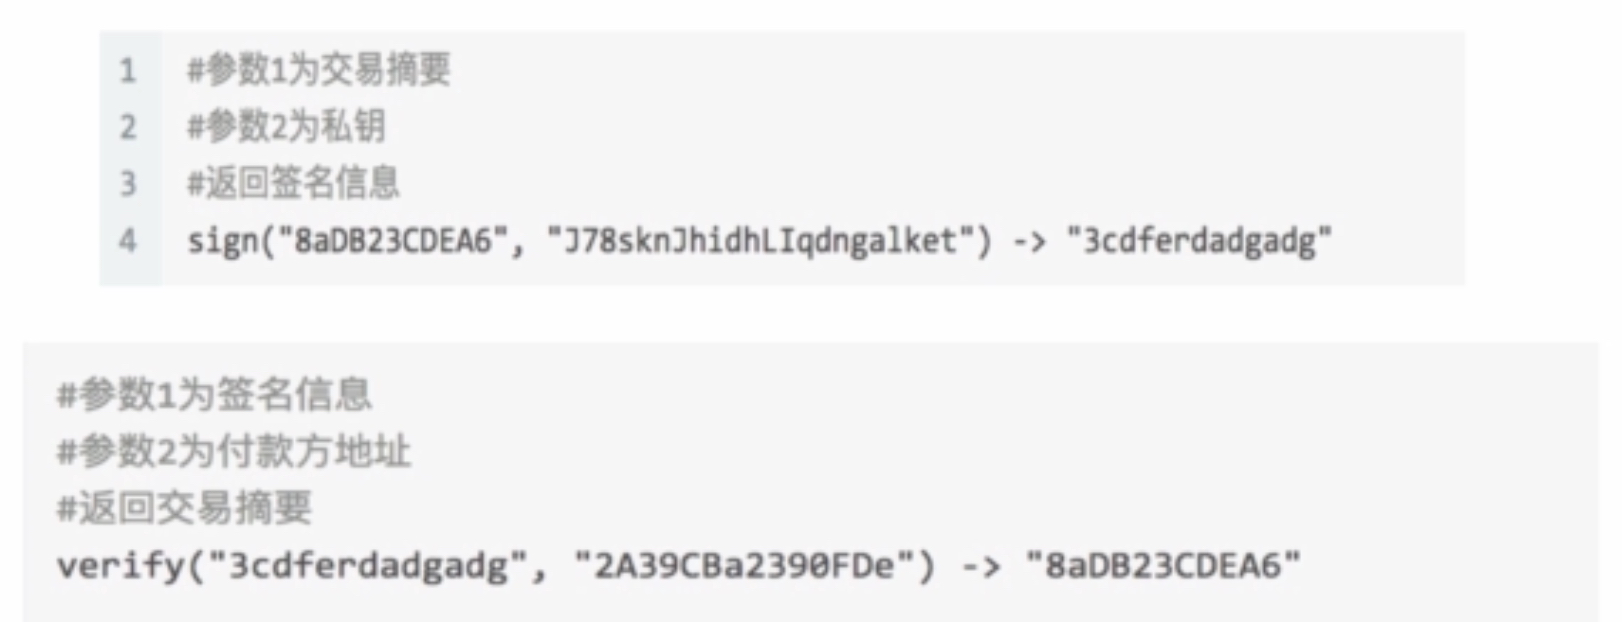 1 #参数1为交易摘要
2 #参数2为私钥
3 #返回签名信息
4 sign("8aDB23CDEA6", "J78sknJhidhLIqdngalket") -> "3cdferdadgadg"
#参数1为签名信息
#参数2为付款方地址
#返回交易摘要
verify("3cdferdadgadg", "2A39CBa2390FDe") -> "8aDB23CDEA6"